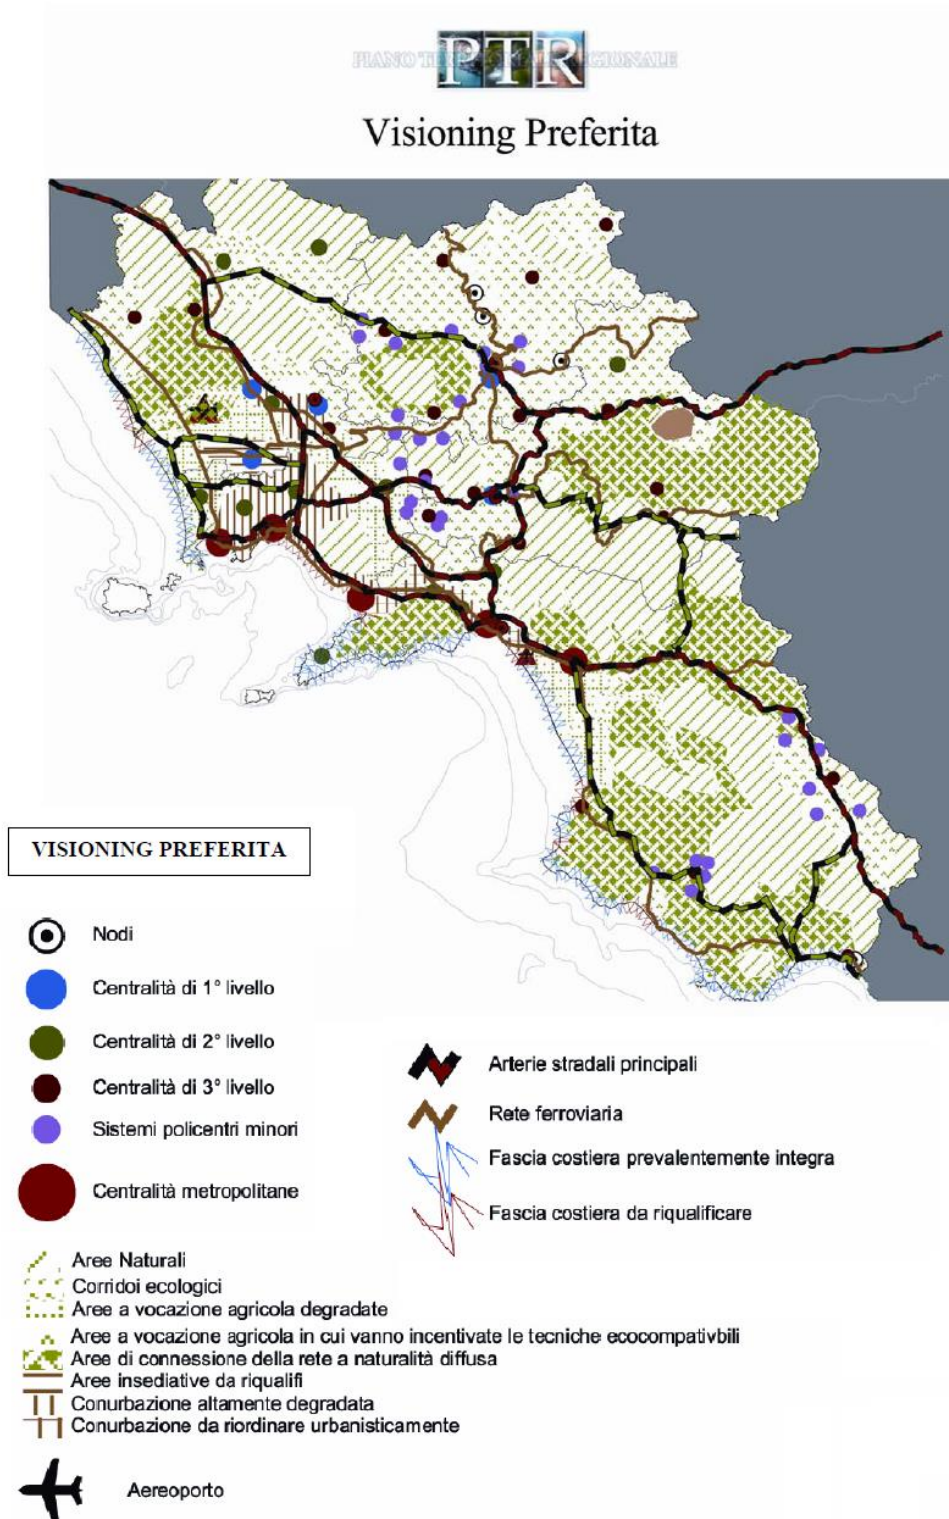 PIANO TERRITORIALE REGIONALE
PTR
Visioning Preferita
VISIONING PREFERITA
Nodi
Centralità di 1° livello
Centralità di 2° livello
Centralità di 3° livello
Sistemi policentri minori
Centralità metropolitane
Arterie stradali principali
Rete ferroviaria
Fascia costiera prevalentemente integra
Fascia costiera da riqualificare
Aree Naturali
Corridoi ecologici
Aree a vocazione agricola degradate
Aree a vocazione agricola in cui vanno incentivate le tecniche ecocompativbili
Aree di connessione della rete a naturalità diffusa
Aree insediative da riqualifi
Conurbazione altamente degradata
Conurbazione da riordinare urbanisticamente
Aereoporto